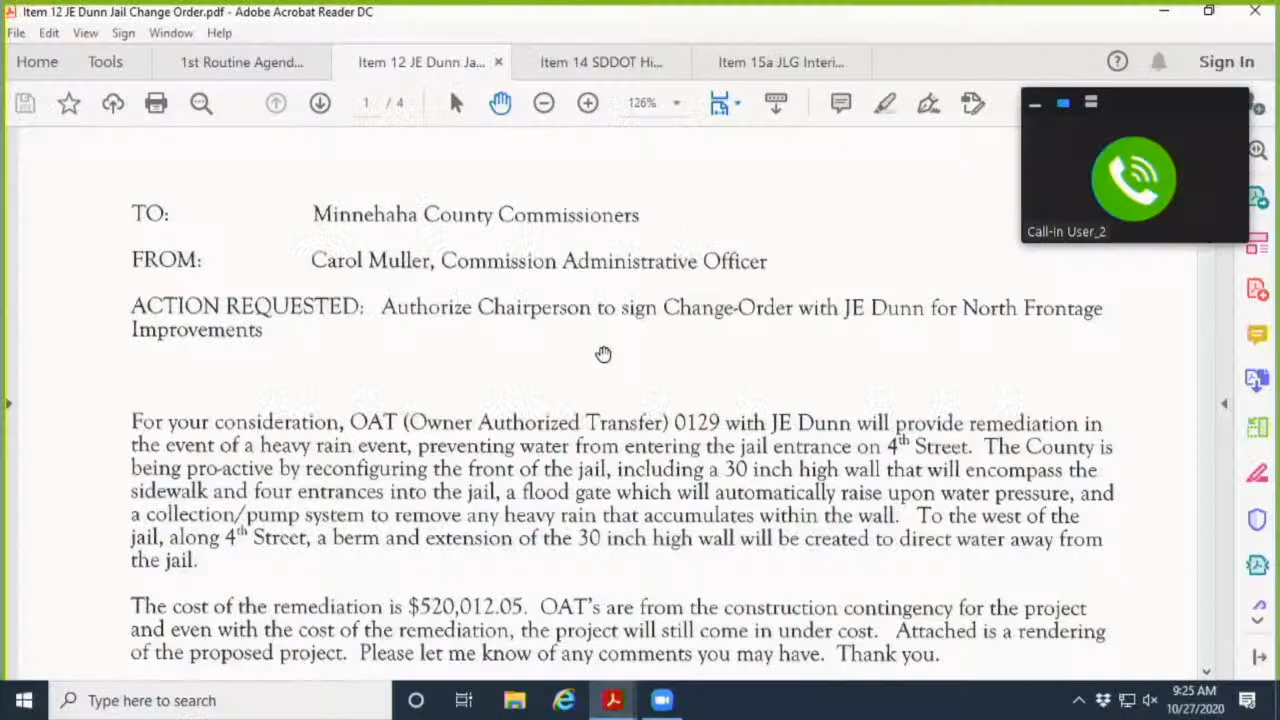 Item 12 JE Dunn Jail Change Order.pdf - Adobe Acrobat Reader DC
File Edit View Sign Window Help
Home Tools 1st Routine Agend... Item 12 JE Dunn Ja... × Item 14 SDDOT Hi... Item 15a JLG Interi... Sign In
1 / 4 126%
Call-In User_2
TO: Minnehaha County Commissioners
FROM: Carol Muller, Commission Administrative Officer
ACTION REQUESTED: Authorize Chairperson to sign Change-Order with JE Dunn for North Frontage
Improvements
For your consideration, OAT (Owner Authorized Transfer) 0129 with JE Dunn will provide remediation in
the event of a heavy rain event, preventing water from entering the jail entrance on 4th Street. The County is
being pro-active by reconfiguring the front of the jail, including a 30 inch high wall that will encompass the
sidewalk and four entrances into the jail, a flood gate which will automatically raise upon water pressure, and
a collection/pump system to remove any heavy rain that accumulates within the wall. To the west of the
jail, along 4th Street, a berm and extension of the 30 inch high wall will be created to direct water away from
the jail.
The cost of the remediation is $520,012.05. OAT's are from the construction contingency for the project
and even with the cost of the remediation, the project will still come in under cost. Attached is a rendering
of the proposed project. Please let me know of any comments you may have. Thank you.
Type here to search
9:25 AM
10/27/2020